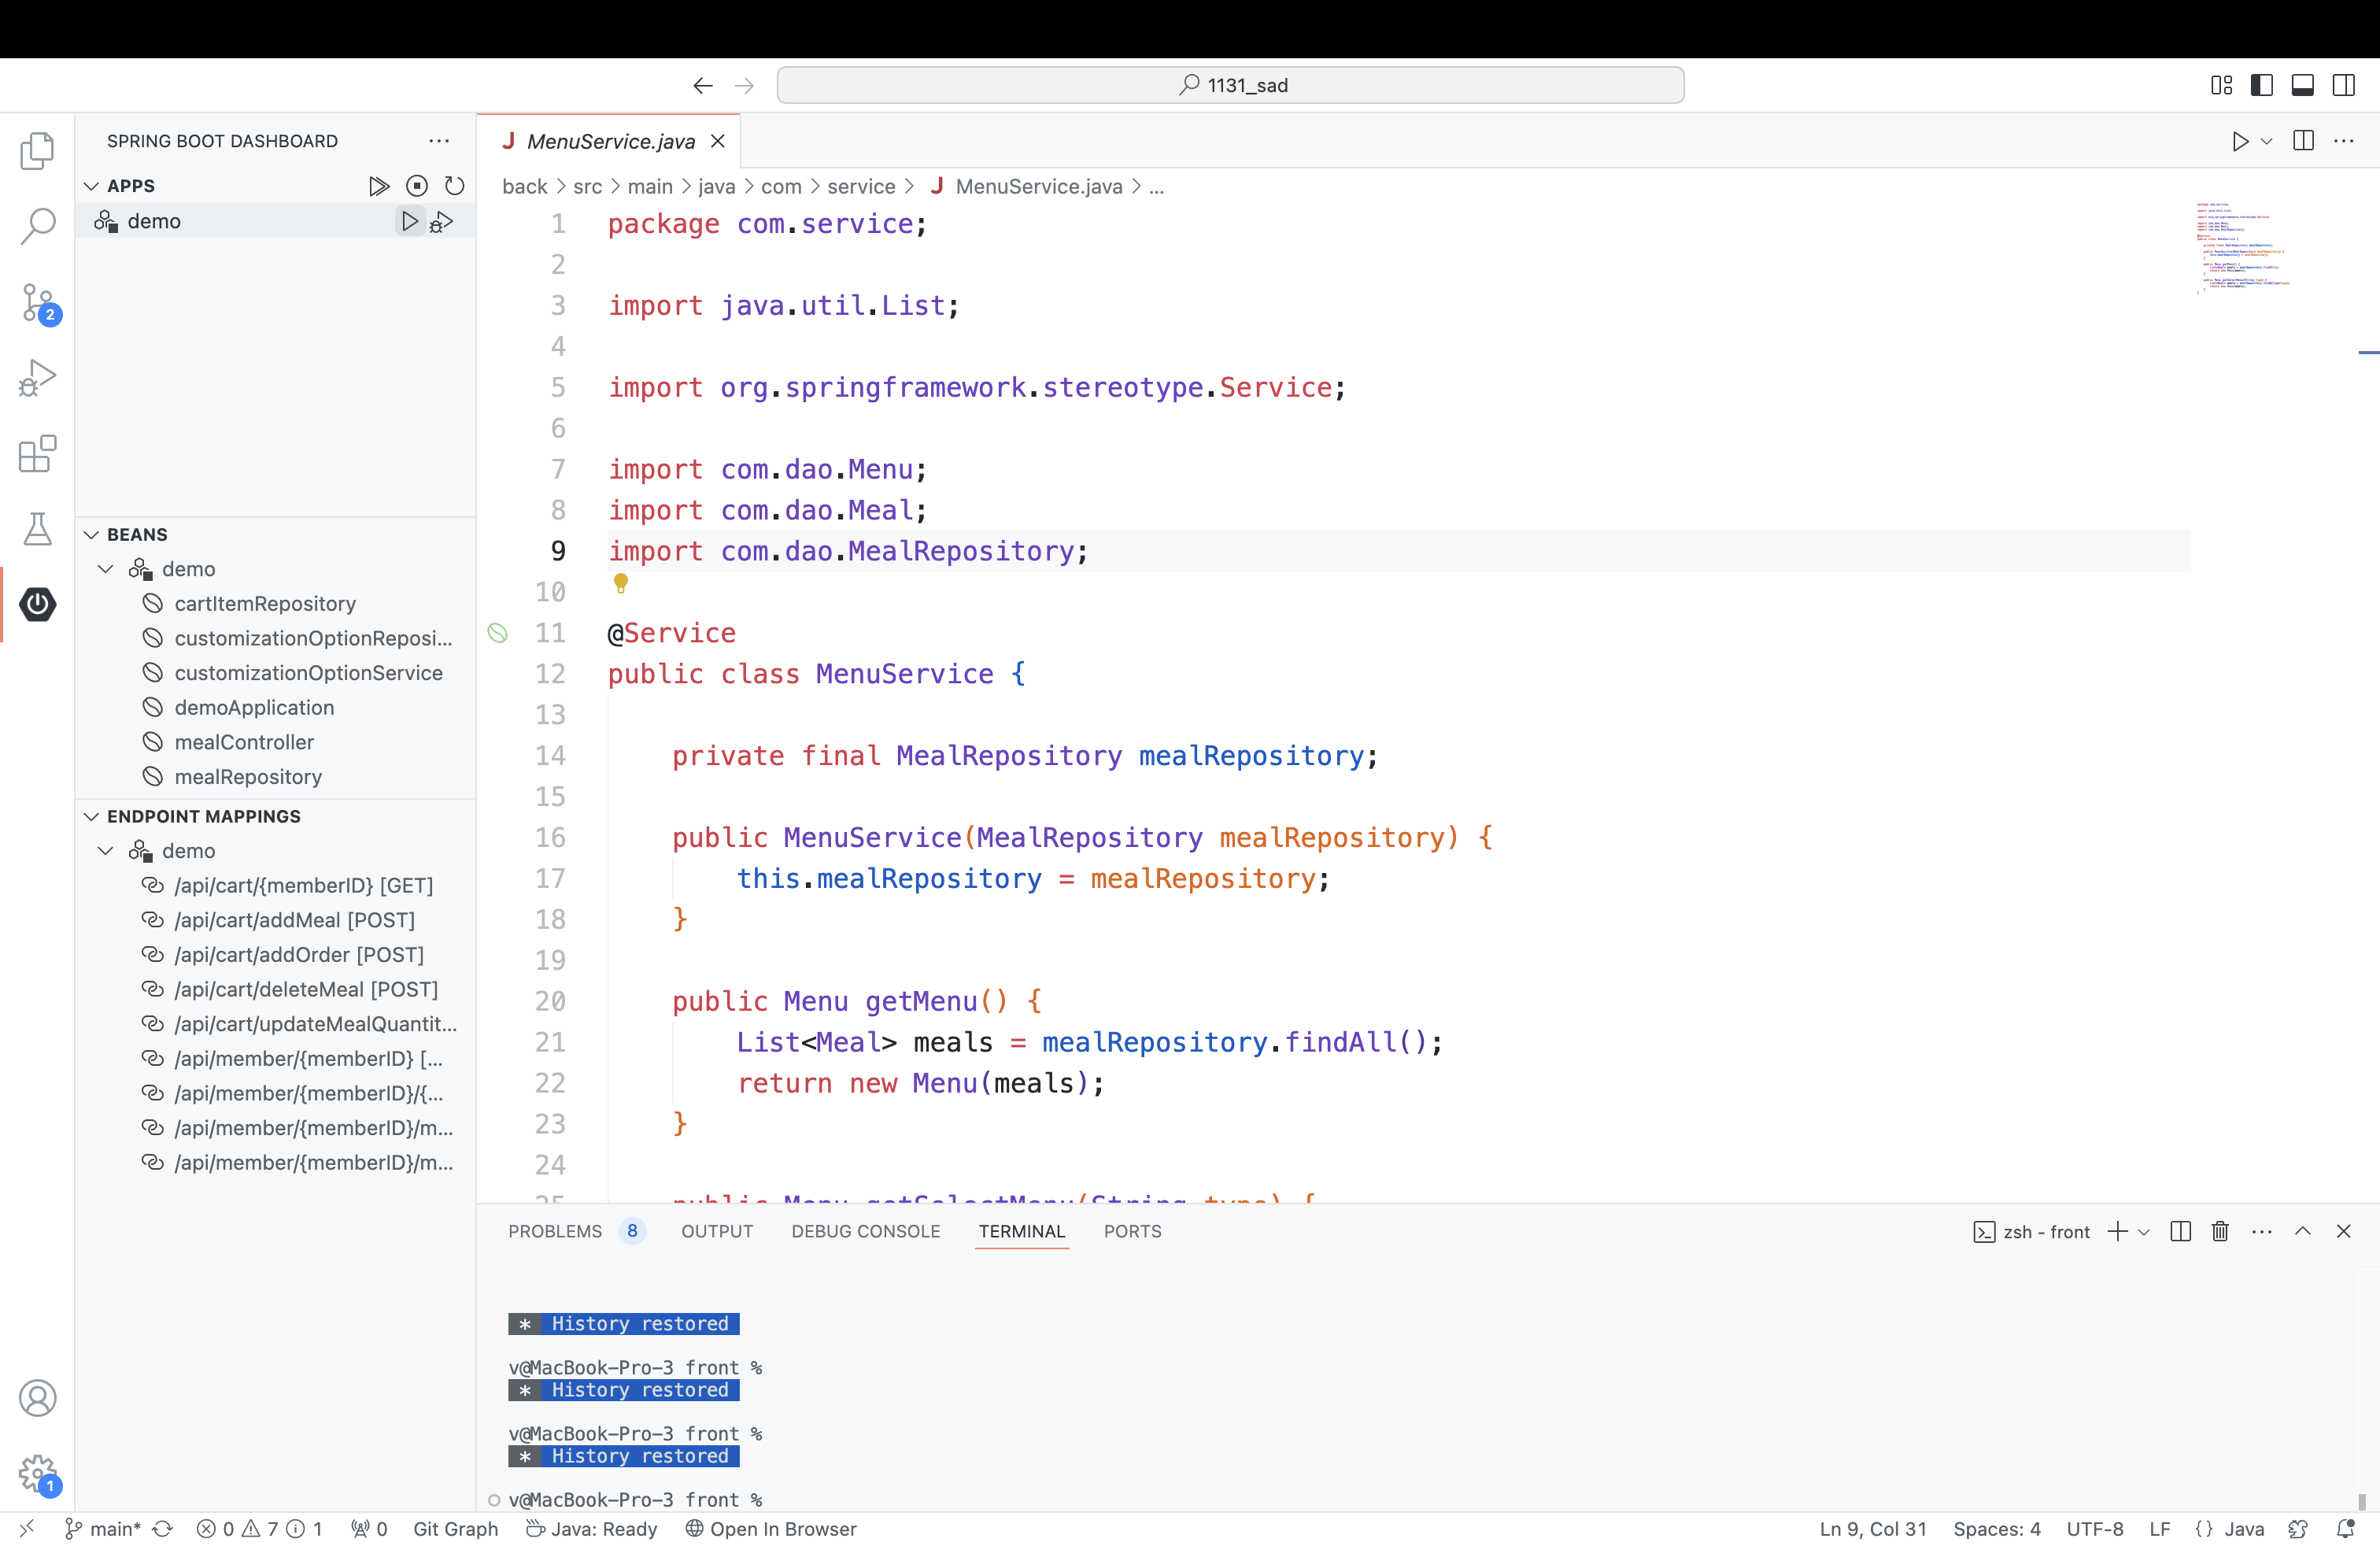 1131_sad
SPRING BOOT DASHBOARD
APPS
demo
BEANS
demo
cartItemRepository
customizationOptionReposi...
customizationOptionService
demoApplication
mealController
mealRepository
ENDPOINT MAPPINGS
demo
/api/cart/{memberID} [GET]
/api/cart/addMeal [POST]
/api/cart/addOrder [POST]
/api/cart/deleteMeal [POST]
/api/cart/updateMealQuantit...
/api/member/{memberID} [...
/api/member/{memberID}/{...
/api/member/{memberID}/m...
/api/member/{memberID}/m...
2
1
J MenuService.java
back > src > main > java > com > service > J MenuService.java > ...
1 package com.service;
2
3 import java.util.List;
4
5 import org.springframework.stereotype.Service;
6
7 import com.dao.Menu;
8 import com.dao.Meal;
9 import com.dao.MealRepository;
10
11 @Service
12 public class MenuService {
13
14 private final MealRepository mealRepository;
15
16 public MenuService(MealRepository mealRepository) {
17 this.mealRepository = mealRepository;
18 }
19
20 public Menu getMenu() {
21 List<Meal> meals = mealRepository.findAll();
22 return new Menu(meals);
23 }
24
25 public Menu getSelectMenu(String type) {
PROBLEMS 8 OUTPUT DEBUG CONSOLE TERMINAL PORTS
zsh - front
* History restored
v@MacBook-Pro-3 front %
* History restored
v@MacBook-Pro-3 front %
* History restored
v@MacBook-Pro-3 front %
main* 0 7 1 0 Git Graph Java: Ready Open In Browser
Ln 9, Col 31 Spaces: 4 UTF-8 LF {} Java